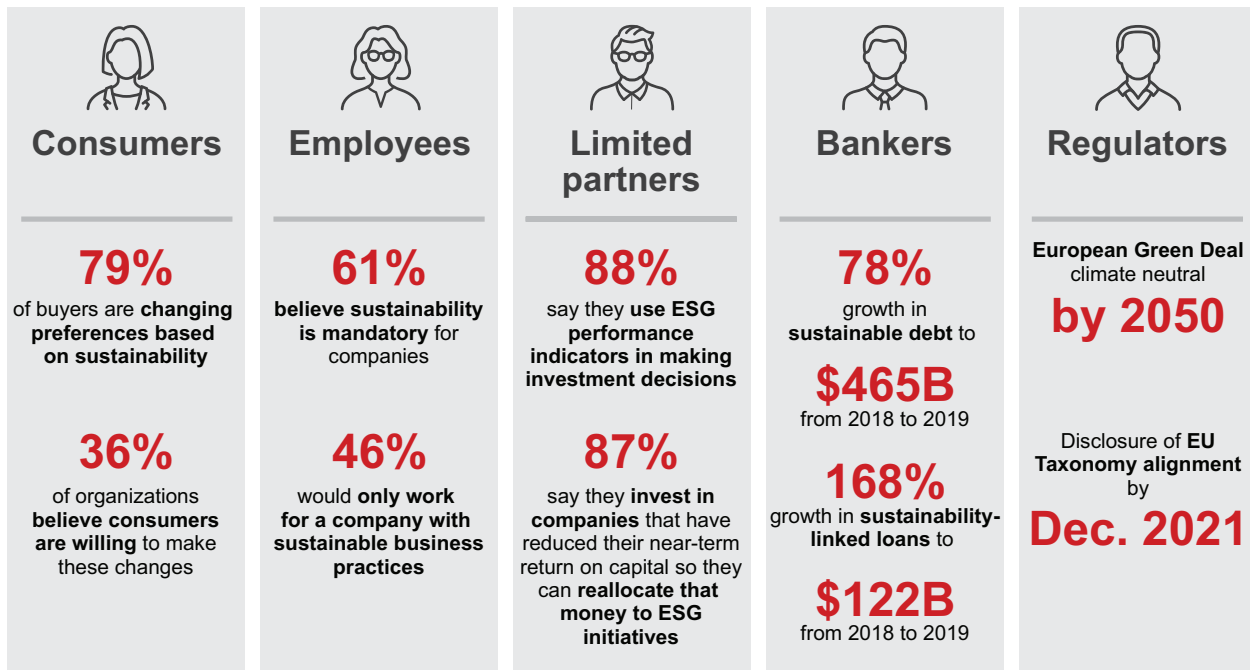 Consumers
79%
of buyers are changing
preferences based
on sustainability
36%
of organizations
believe consumers
are willing to make
these changes
Employees
61%
believe sustainability
is mandatory for
companies
46%
would only work
for a company with
sustainable business
practices
Limited
partners
88%
say they use ESG
performance
indicators in making
investment decisions
87%
say they invest in
companies that have
reduced their near-term
return on capital so they
can reallocate that
money to ESG
initiatives
Bankers
78%
growth in
sustainable debt to
$465B
from 2018 to 2019
168%
growth in sustainability-
linked loans to
$122B
from 2018 to 2019
Regulators
European Green Deal
climate neutral
by 2050
Disclosure of EU
Taxonomy alignment
by
Dec. 2021